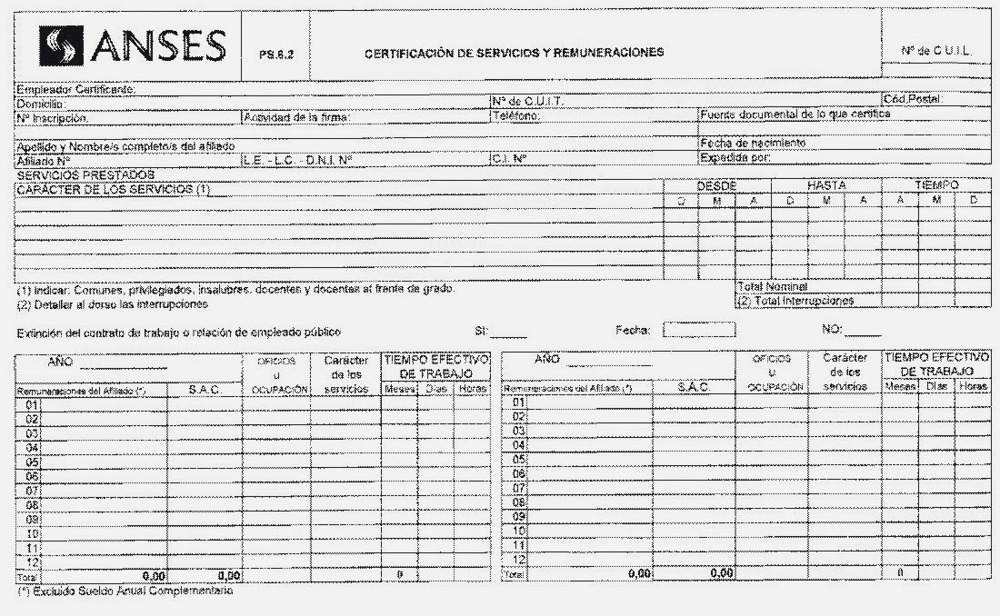 ANSES PS.6.2 CERTIFICACIÓN DE SERVICIOS Y REMUNERACIONES Nº de C.U.I.L.
Empleador Certificante:
Domicilio: Nº de C.U.I.T. Cód.Postal:
Nº Inscripción: Actividad de la firma: Teléfono: Fuente documental de lo que certifica
Apellido y Nombre/s completo/s del afiliado Fecha de nacimiento
Afiliado Nº L.E. - L.C. - D.N.I. Nº C.I. Nº Expedida por:
SERVICIOS PRESTADOS
CARÁCTER DE LOS SERVICIOS (1) DESDE HASTA TIEMPO
D M A D M A A M D
(1) Indicar: Comunes, privilegiados, insalubres, docentes y docentes al frente de grado. Total Nominal
(2) Detallar al dorso las interrupciones (2) Total Interrupciones
Extinción del contrato de trabajo o relación de empleado público SI: Fecha: NO:
AÑO OFICIOS Carácter TIEMPO EFECTIVO AÑO OFICIOS Carácter TIEMPO EFECTIVO
u de los DE TRABAJO u de los DE TRABAJO
Remuneraciones del Afiliado (*) S.A.C. OCUPACIÓN servicios Meses Días Horas Remuneraciones del Afiliado (*) S.A.C. OCUPACIÓN servicios Meses Días Horas
01 01
02 02
03 03
04 04
05 05
06 06
07 07
08 08
09 09
10 10
11 11
12 12
Total 0,00 0,00 0 Total 0,00 0,00 0
(*) Excluido Sueldo Anual Complementario